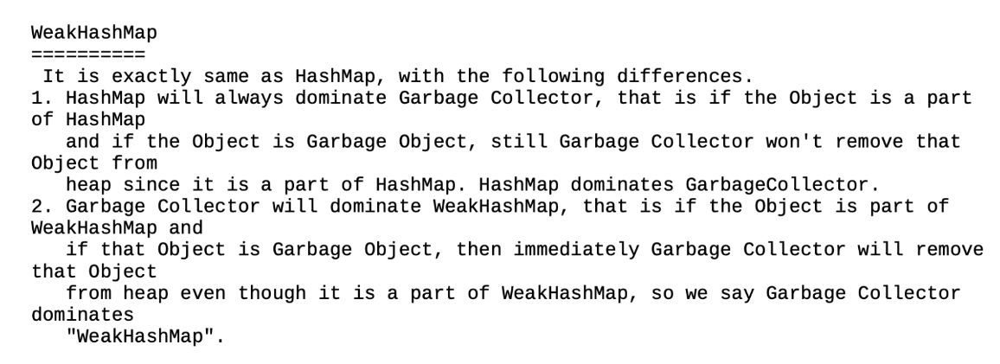 WeakHashMap
==========
 It is exactly same as HashMap, with the following differences.
1. HashMap will always dominate Garbage Collector, that is if the Object is a part
of HashMap
   and if the Object is Garbage Object, still Garbage Collector won't remove that
Object from
   heap since it is a part of HashMap. HashMap dominates GarbageCollector.
2. Garbage Collector will dominate WeakHashMap, that is if the Object is part of
WeakHashMap and
   if that Object is Garbage Object, then immediately Garbage Collector will remove
that Object
   from heap even though it is a part of WeakHashMap, so we say Garbage Collector
dominates
   "WeakHashMap".